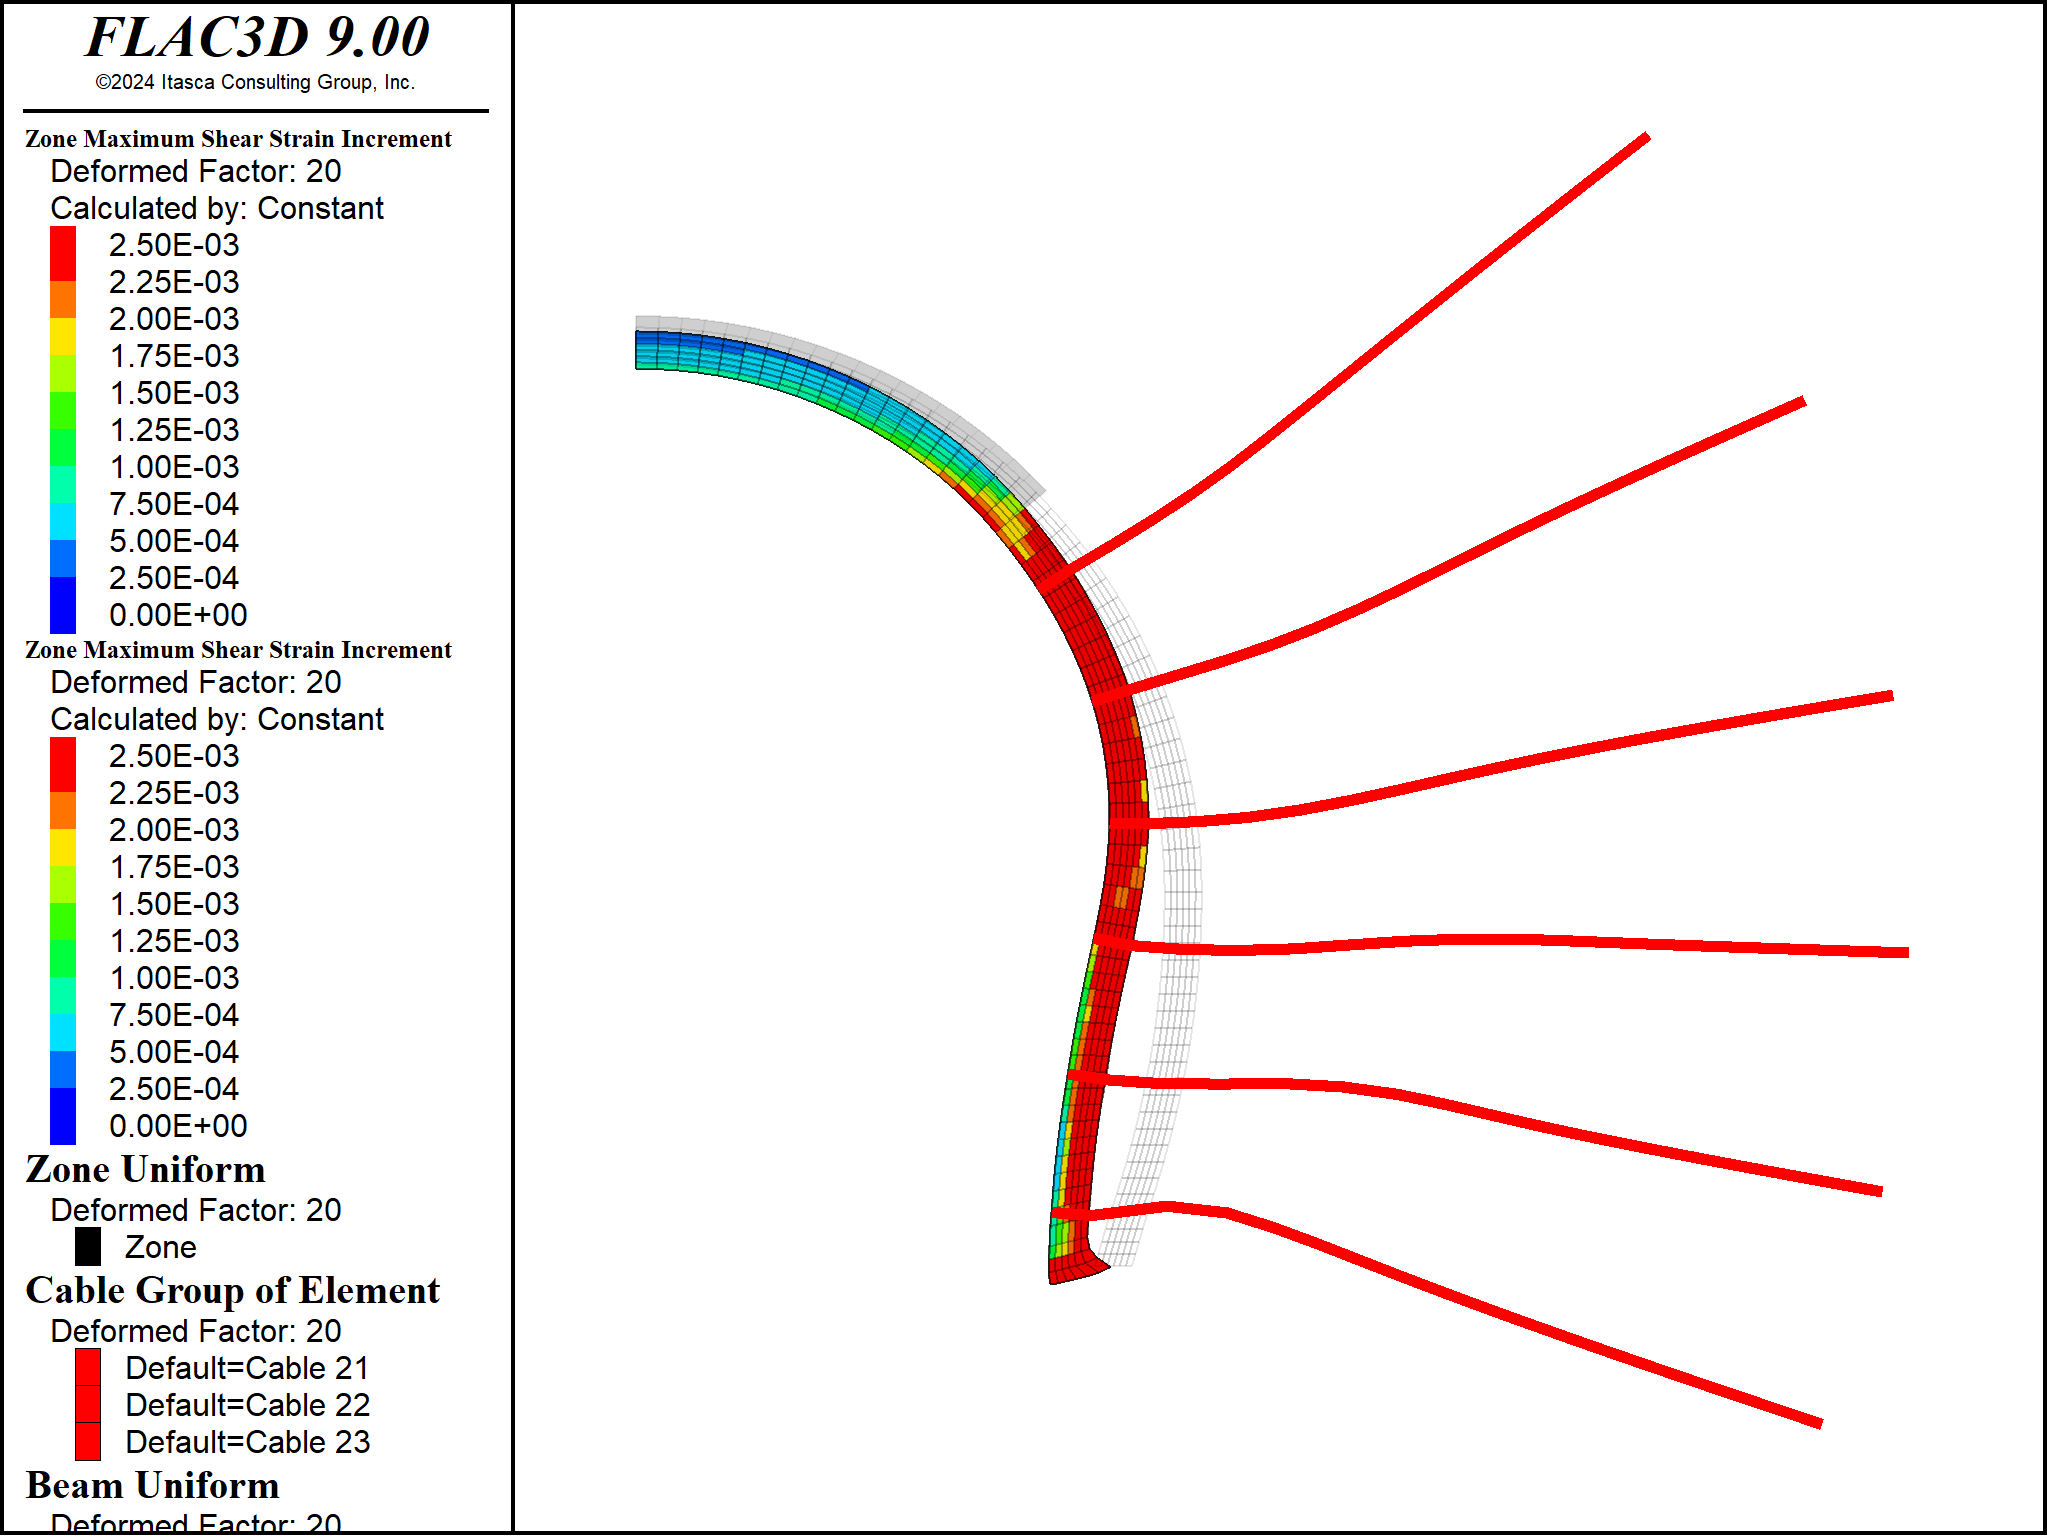 FLAC3D 9.00
©2024 Itasca Consulting Group, Inc.
Zone Maximum Shear Strain Increment
Deformed Factor: 20
Calculated by: Constant
2.50E-03
2.25E-03
2.00E-03
1.75E-03
1.50E-03
1.25E-03
1.00E-03
7.50E-04
5.00E-04
2.50E-04
0.00E+00
Zone Maximum Shear Strain Increment
Deformed Factor: 20
Calculated by: Constant
2.50E-03
2.25E-03
2.00E-03
1.75E-03
1.50E-03
1.25E-03
1.00E-03
7.50E-04
5.00E-04
2.50E-04
0.00E+00
Zone Uniform
Deformed Factor: 20
Zone
Cable Group of Element
Deformed Factor: 20
Default=Cable 21
Default=Cable 22
Default=Cable 23
Beam Uniform
Deformed Factor: 20